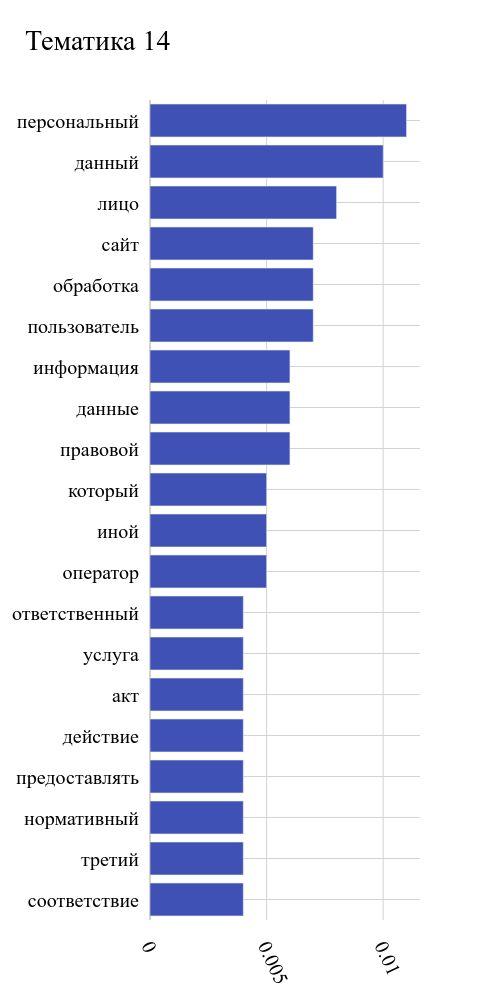 Тематика 14
персональный
данный
лицо
сайт
обработка
пользователь
информация
данные
правовой
который
иной
оператор
ответственный
услуга
акт
действие
предоставлять
нормативный
третий
соответствие
0
0.005
0.01